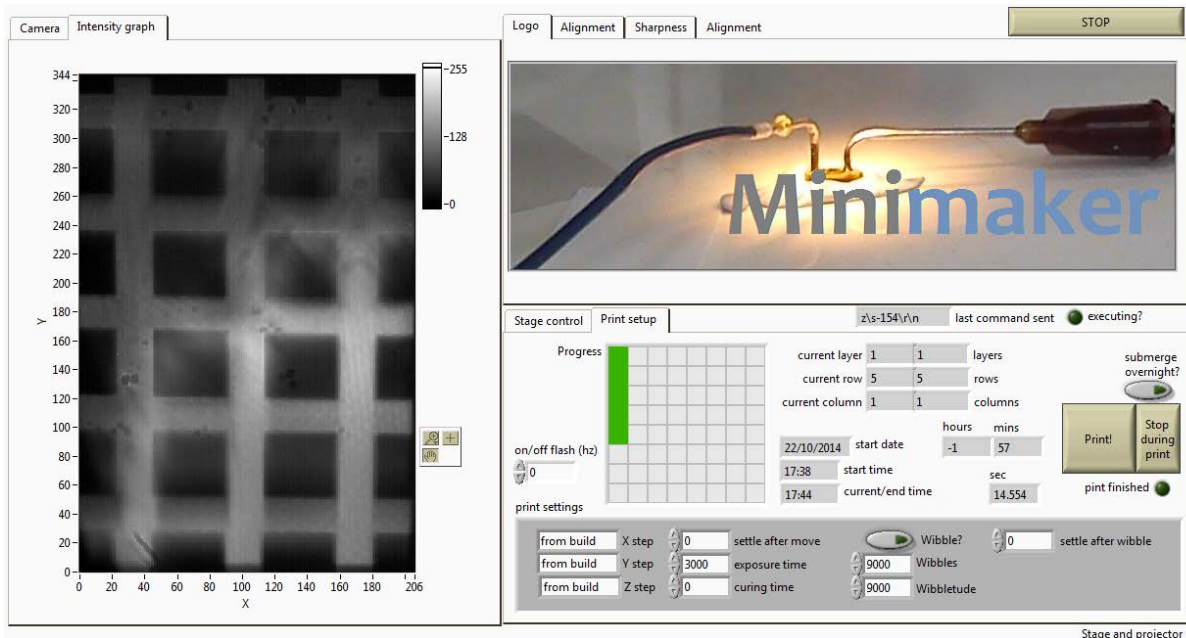 Camera
Intensity graph
344
320
300
280
260
240
220
200
180
160
140
120
100
80
60
40
20
0
Y
0 20 40 60 80 100 120 140 160 180 206
X
255
128
0
Logo
Alignment
Sharpness
Alignment
STOP
Minimaker
Stage control
Print setup
z\s-154\r\n last command sent
executing?
Progress
on/off flash (hz)
0
current layer 1 1 layers
current row 5 5 rows
current column 1 1 columns
submerge
overnight?
hours mins
22/10/2014 start date -1 57
17:38 start time
sec
17:44 current/end time 14.554
Print!
Stop
during
print
pint finished
print settings
from build X step 0 settle after move Wibble? 0 settle after wibble
from build Y step 3000 exposure time 9000 Wibbles
from build Z step 0 curing time 9000 Wibbletude
Stage and projector